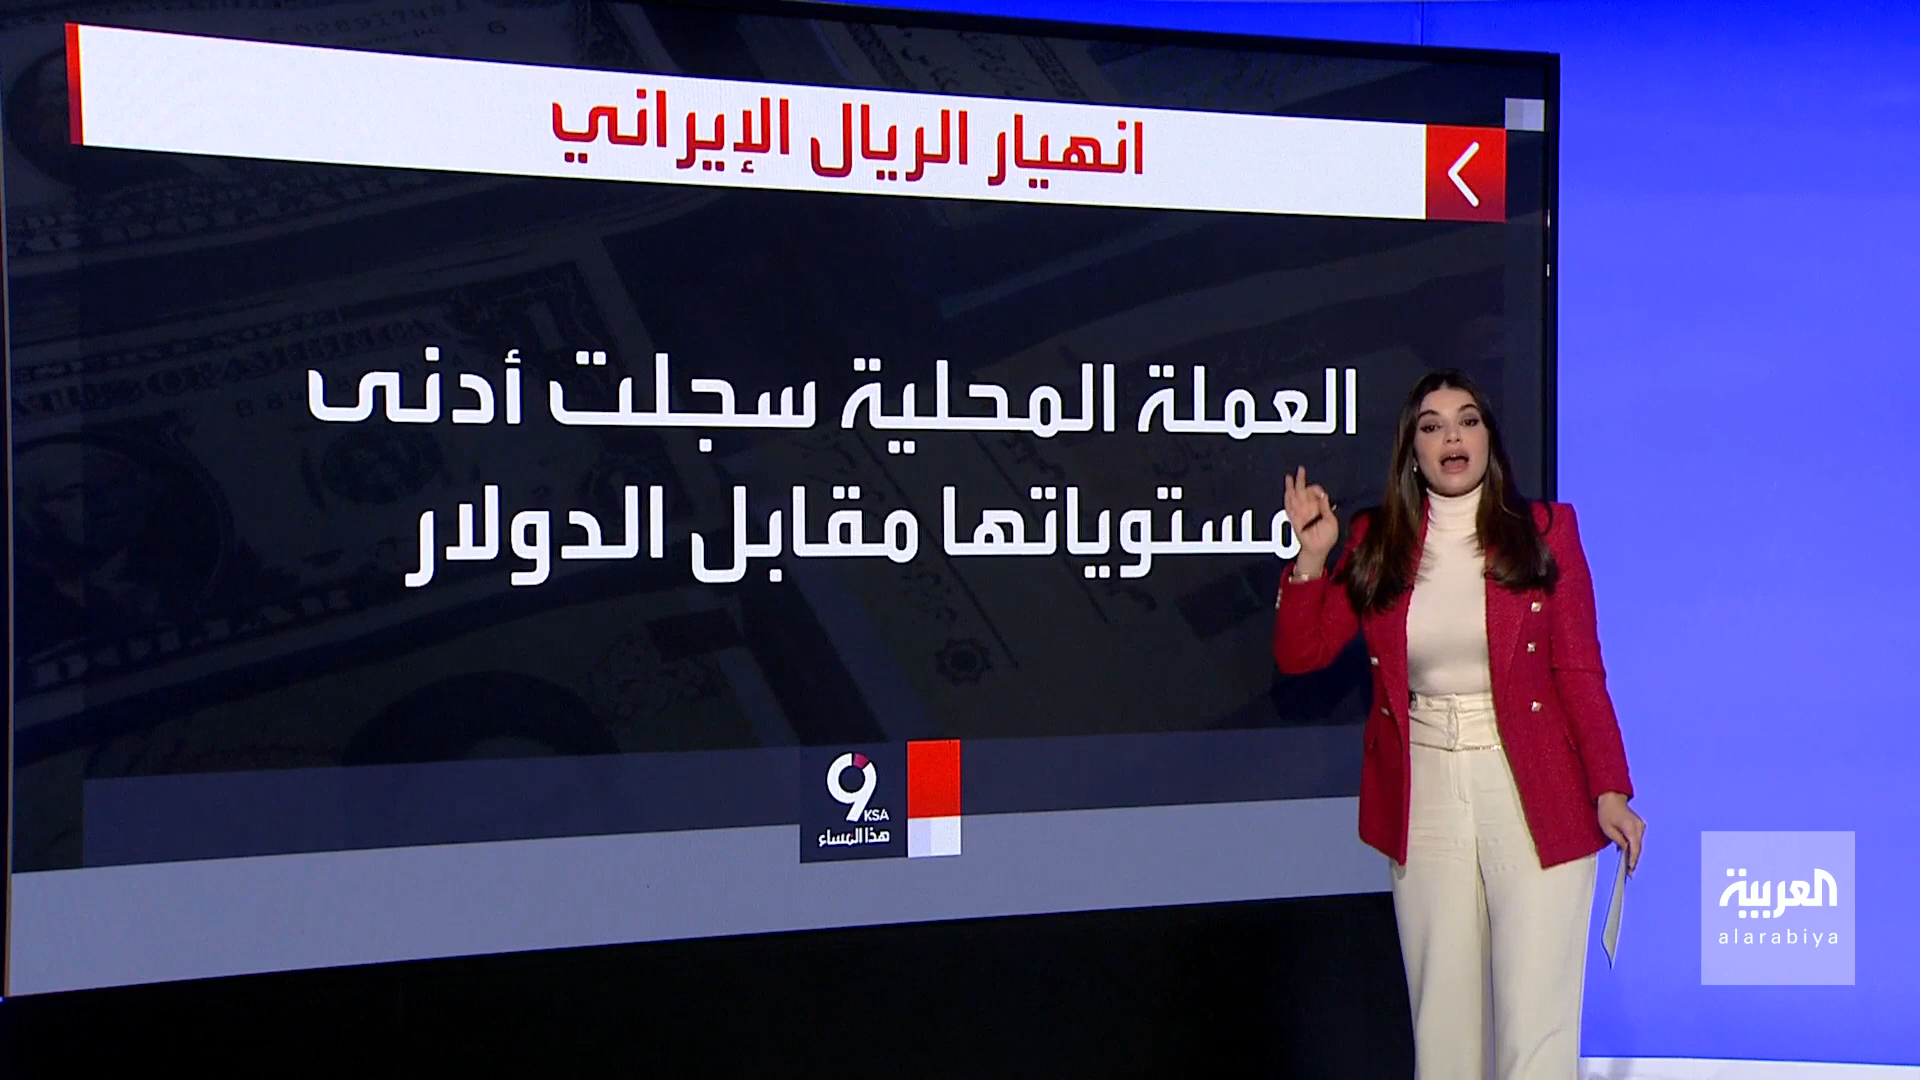 انهيار الريال الإيراني
العملة المحلية سجلت أدنى
مستوياتها مقابل الدولار
9
KSA
هذا المساء
العربية
alarabiya